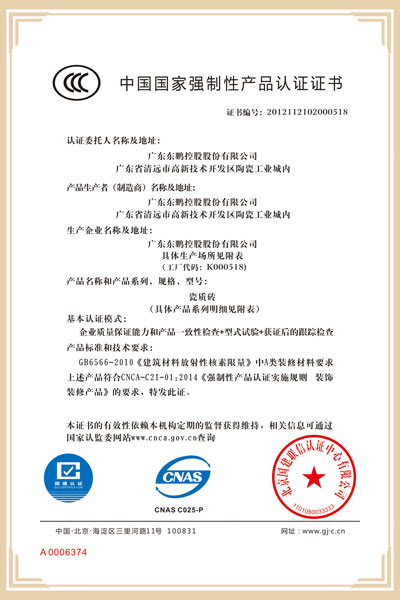 中国国家强制性产品认证证书
证书编号：2012112102000518
认证委托人名称及地址：
广东东鹏控股股份有限公司
广东省清远市高新技术开发区陶瓷工业城内
产品生产者（制造商）名称及地址：
广东东鹏控股股份有限公司
广东省清远市高新技术开发区陶瓷工业城内
生产企业名称及地址：
广东东鹏控股股份有限公司
具体生产场所见附表
（工厂代码：K000518）
产品名称和产品系列、规格、型号：
瓷质砖
（具体产品系列明细见附表）
基本认证模式：
企业质量保证能力和产品一致性检查+型式试验+获证后的跟踪检查
产品标准和技术要求：
GB6566-2010《建筑材料放射性核素限量》中A类装修材料要求
上述产品符合CNCA-C21-01:2014《强制性产品认证实施规则 装饰
装修产品》的要求，特发此证。
本证书的有效性依赖本机构定期的监督获得维持，相关信息可通过
国家认监委网站www.cnca.gov.cn查询
国建认证
CNAS
CNAS C025-P
北京国建联信认证中心有限公司
1101080033333
中国·北京·海淀区三里河路11号 100831
网址：www.gj-c.cn
A 0006374